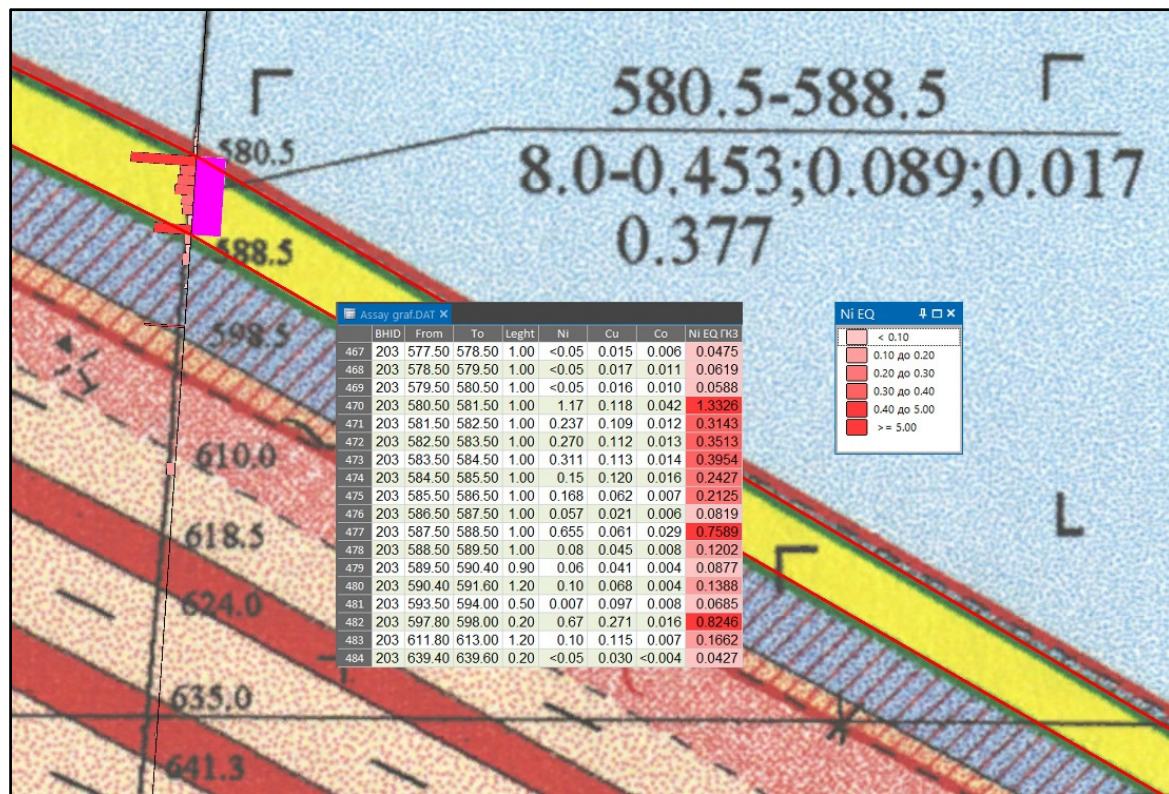 580.5-588.5
8.0-0.453;0.089;0.017
0.377
580.5
588.5
598.5
610.0
618.5
624.0
635.0
641.3
Assay graf.DAT
BHID From To Leght Ni Cu Co Ni EQ ГКЗ
467 203 577.50 578.50 1.00 <0.05 0.015 0.006 0.0475
468 203 578.50 579.50 1.00 <0.05 0.017 0.011 0.0619
469 203 579.50 580.50 1.00 <0.05 0.016 0.010 0.0588
470 203 580.50 581.50 1.00 1.17 0.118 0.042 1.3326
471 203 581.50 582.50 1.00 0.237 0.109 0.012 0.3143
472 203 582.50 583.50 1.00 0.270 0.112 0.013 0.3513
473 203 583.50 584.50 1.00 0.311 0.113 0.014 0.3954
474 203 584.50 585.50 1.00 0.15 0.120 0.016 0.2427
475 203 585.50 586.50 1.00 0.168 0.062 0.007 0.2125
476 203 586.50 587.50 1.00 0.057 0.021 0.006 0.0819
477 203 587.50 588.50 1.00 0.655 0.061 0.029 0.7589
478 203 588.50 589.50 1.00 0.08 0.045 0.008 0.1202
479 203 589.50 590.40 0.90 0.06 0.041 0.004 0.0877
480 203 590.40 591.60 1.20 0.10 0.068 0.004 0.1388
481 203 593.50 594.00 0.50 0.007 0.097 0.008 0.0685
482 203 597.80 598.00 0.20 0.67 0.271 0.016 0.8246
483 203 611.80 613.00 1.20 0.10 0.115 0.007 0.1662
484 203 639.40 639.60 0.20 <0.05 0.030 <0.004 0.0427
Ni EQ
< 0.10
0.10 до 0.20
0.20 до 0.30
0.30 до 0.40
0.40 до 5.00
>= 5.00